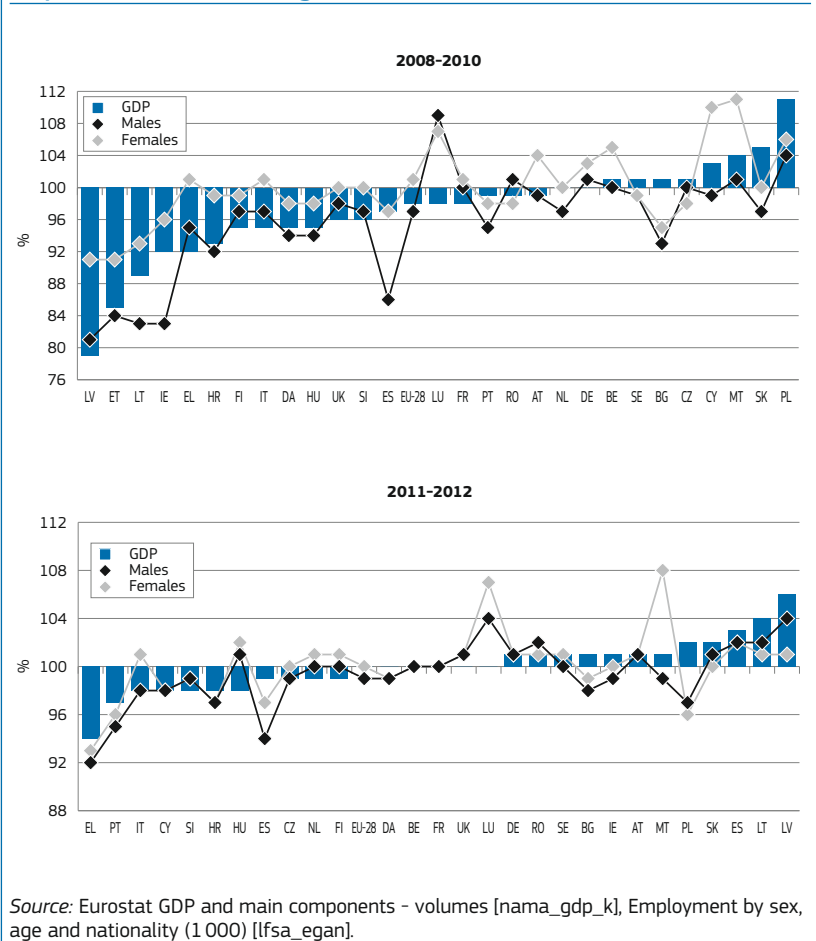 2008-2010
112
108
104
100
96
92
88
84
80
76
%
GDP
Males
Females
LV ET LT IE EL HR FI IT DA HU UK SI ES EU-28 LU FR PT RO AT NL DE BE SE BG CZ CY MT SK PL
2011-2012
112
108
104
100
96
92
88
%
GDP
Males
Females
EL PT IT CY SI HR HU ES CZ NL FI EU-28 DA BE FR UK LU DE RO SE BG IE AT MT PL SK ES LT LV
Source: Eurostat GDP and main components - volumes [nama_gdp_k], Employment by sex,
age and nationality (1 000) [lfsa_egan].